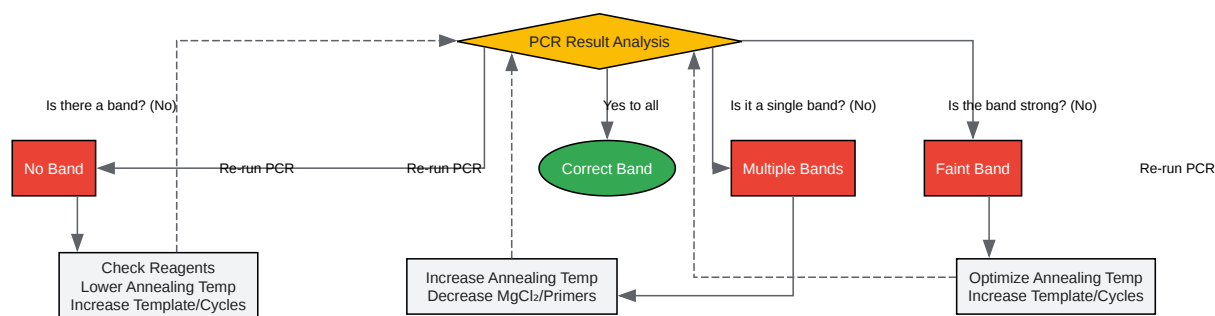 PCR Result Analysis
Is there a band? (No)
Yes to all
Is it a single band? (No)
Is the band strong? (No)
No Band
Re-run PCR
Re-run PCR
Correct Band
Multiple Bands
Faint Band
Re-run PCR
Check Reagents
Lower Annealing Temp
Increase Template/Cycles
Increase Annealing Temp
Decrease MgCl₂/Primers
Optimize Annealing Temp
Increase Template/Cycles